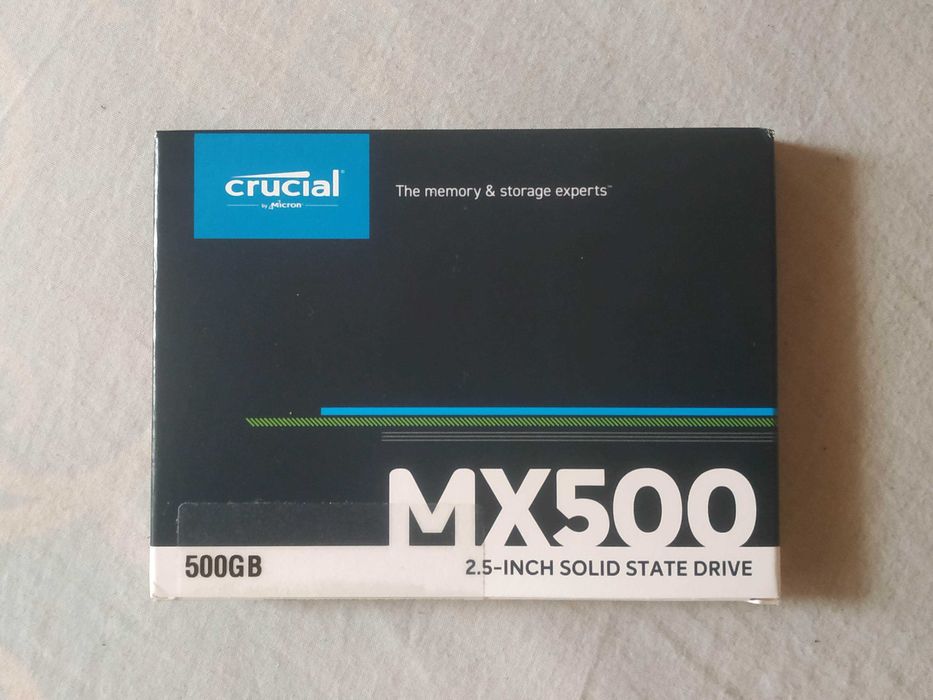 crucial®
by Micron
The memory & storage experts™
MX500
500GB
2.5-INCH SOLID STATE DRIVE